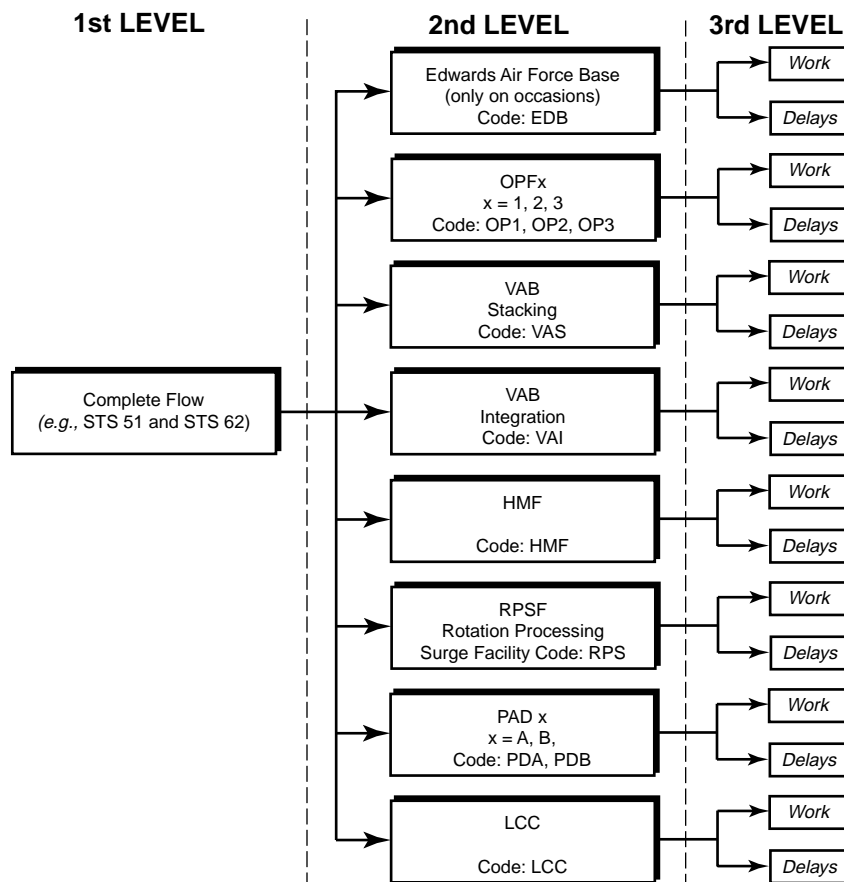 1st LEVEL
2nd LEVEL
3rd LEVEL
Complete Flow
(e.g., STS 51 and STS 62)
Edwards Air Force Base
(only on occasions)
Code: EDB
Work
Delays
OPFx
x = 1, 2, 3
Code: OP1, OP2, OP3
Work
Delays
VAB
Stacking
Code: VAS
Work
Delays
VAB
Integration
Code: VAI
Work
Delays
HMF
Code: HMF
Work
Delays
RPSF
Rotation Processing
Surge Facility Code: RPS
Work
Delays
PAD x
x = A, B,
Code: PDA, PDB
Work
Delays
LCC
Code: LCC
Work
Delays